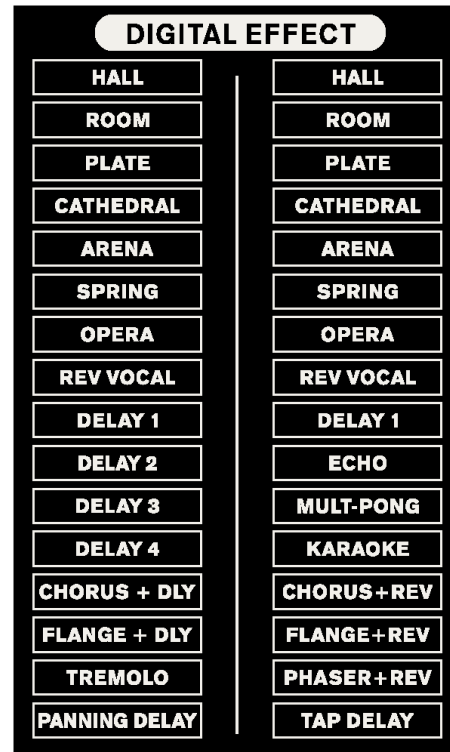 DIGITAL EFFECT
HALL
ROOM
PLATE
CATHEDRAL
ARENA
SPRING
OPERA
REV VOCAL
DELAY 1
DELAY 2
DELAY 3
DELAY 4
CHORUS + DLY
FLANGE + DLY
TREMOLO
PANNING DELAY
HALL
ROOM
PLATE
CATHEDRAL
ARENA
SPRING
OPERA
REV VOCAL
DELAY 1
ECHO
MULT-PONG
KARAOKE
CHORUS+REV
FLANGE+REV
PHASER+REV
TAP DELAY